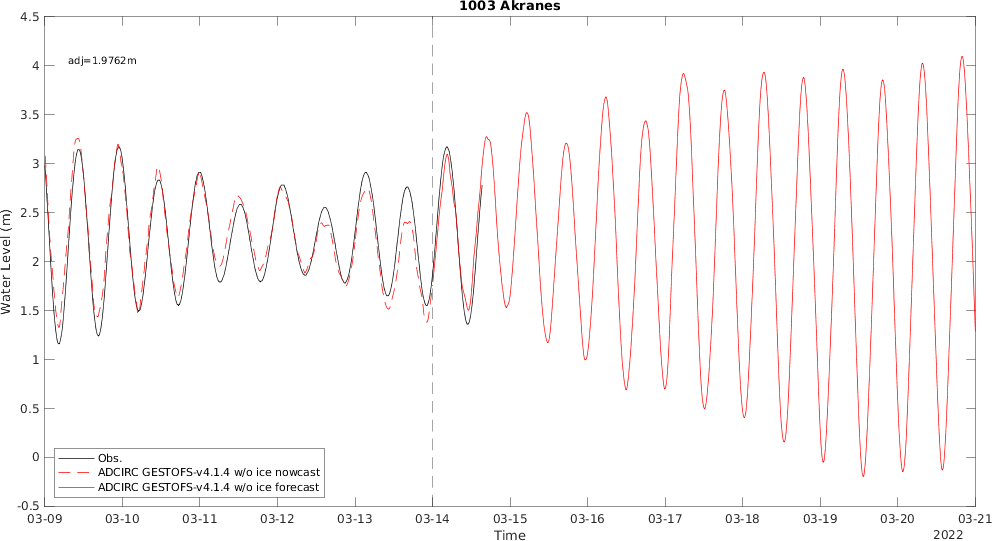 1003 Akranes
4.5
4
3.5
3
2.5
2
1.5
1
0.5
0
-0.5
Water Level (m)
adj=1.9762m
Obs.
ADCIRC GESTOFS-v4.1.4 w/o ice nowcast
ADCIRC GESTOFS-v4.1.4 w/o ice forecast
03-09 03-10 03-11 03-12 03-13 03-14 03-15 03-16 03-17 03-18 03-19 03-20 03-21
Time
2022